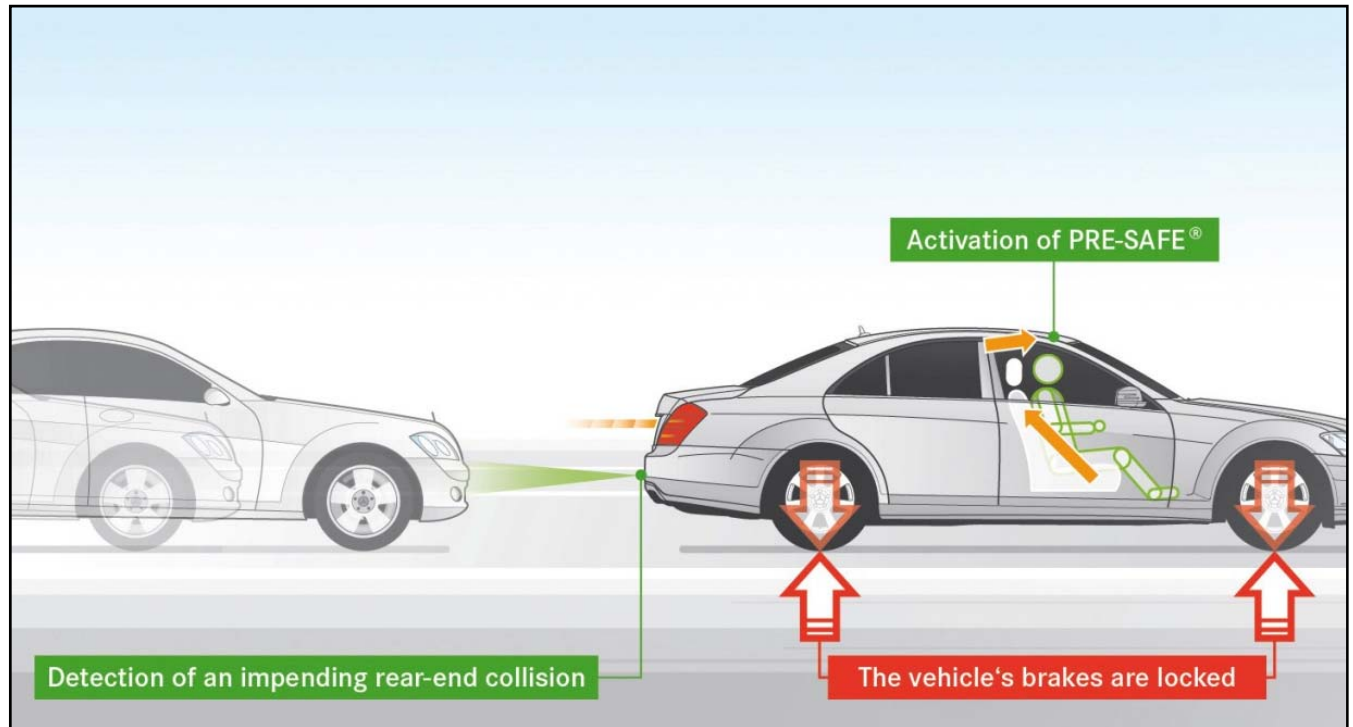 Activation of PRE-SAFE®
Detection of an impending rear-end collision
The vehicle‘s brakes are locked